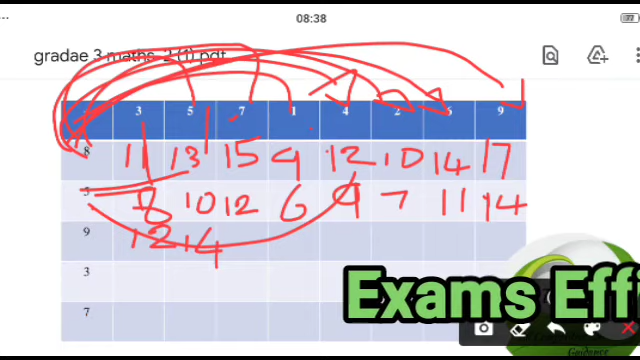 08:38
gradae 3 maths 2 (1).pdf
3 5 7 1 4 2 6 9
8 11 13 15 9 12 10 14 17
5 8 10 12 6 9 7 11 14
9 12 14
3
7
Exams Effi
Guidance